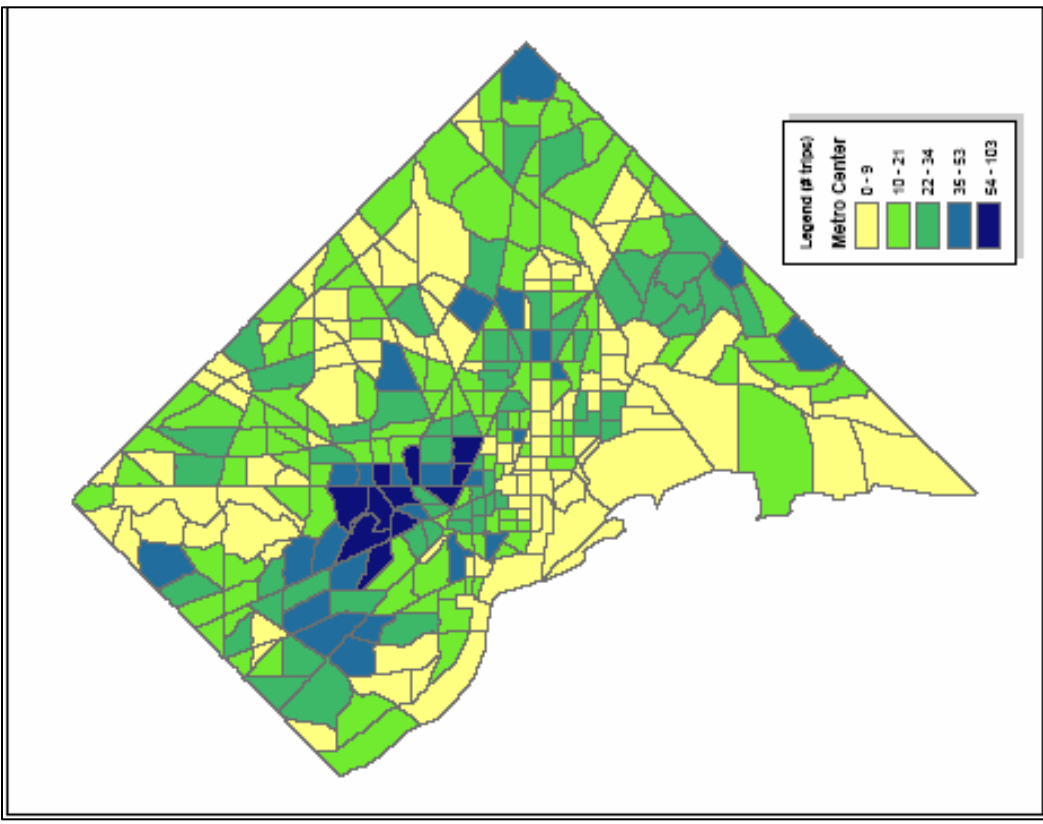 Legend (# trips)
Metro Center
0 - 9
10 - 21
22 - 34
35 - 53
54 - 103